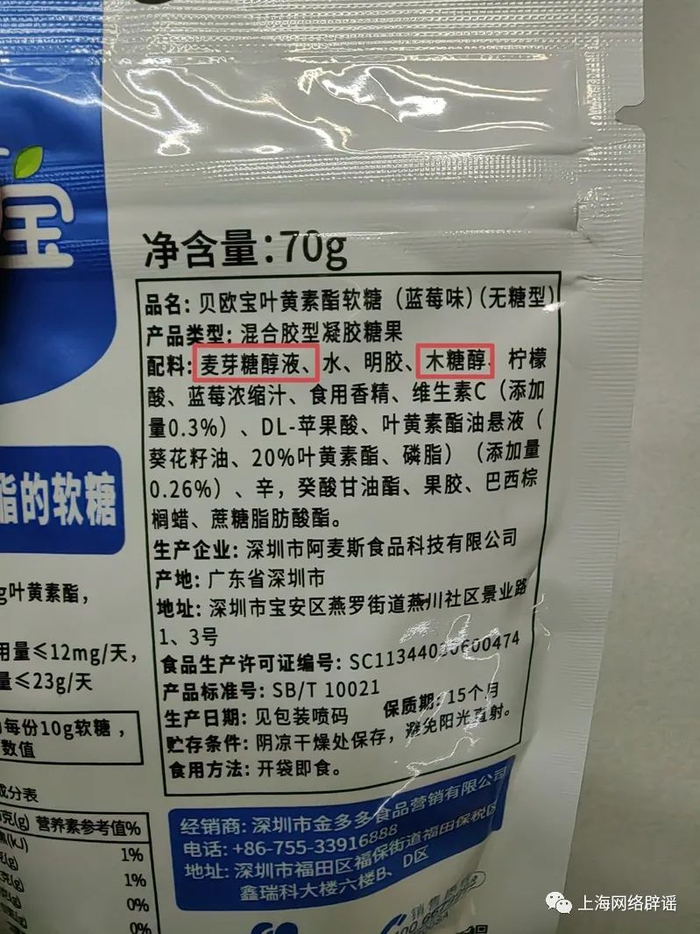 宝
净含量:70g
品名: 贝欧宝叶黄素酯软糖（蓝莓味）（无糖型）
产品类型: 混合胶型凝胶糖果
配料: 麦芽糖醇液、水、明胶、木糖醇、柠檬
酸、蓝莓浓缩汁、食用香精、维生素C（添加
量0.3%）、DL-苹果酸、叶黄素酯油悬液（
葵花籽油、20%叶黄素酯、磷脂）（添加量
0.26%）、辛，癸酸甘油酯、果胶、巴西棕
榈蜡、蔗糖脂肪酸酯。
生产企业: 深圳市阿麦斯食品科技有限公司
产地: 广东省深圳市
地址: 深圳市宝安区燕罗街道燕川社区景业路
1、3号
食品生产许可证编号:
产品标准号: SB/T 10021
生产日期: 见包装喷码 保质期: 15个月
贮存条件: 阴凉干燥处保存，避免阳光直射。
食用方法: 开袋即食。
经销商: 深圳市金多多食品营销有限公司
电话: +86-755-33916888
地址: 深圳市福田区福保街道福田保税区
鑫瑞科大楼六楼B、D区
脂的软糖
g叶黄素酯，
用量≤12mg/天，
量≤23g/天
每份10g软糖，
数值
成分表
(g) 营养素参考值%
(kJ) 1%
(g) 1%
(g) 0%
0%
上海网络辟谣